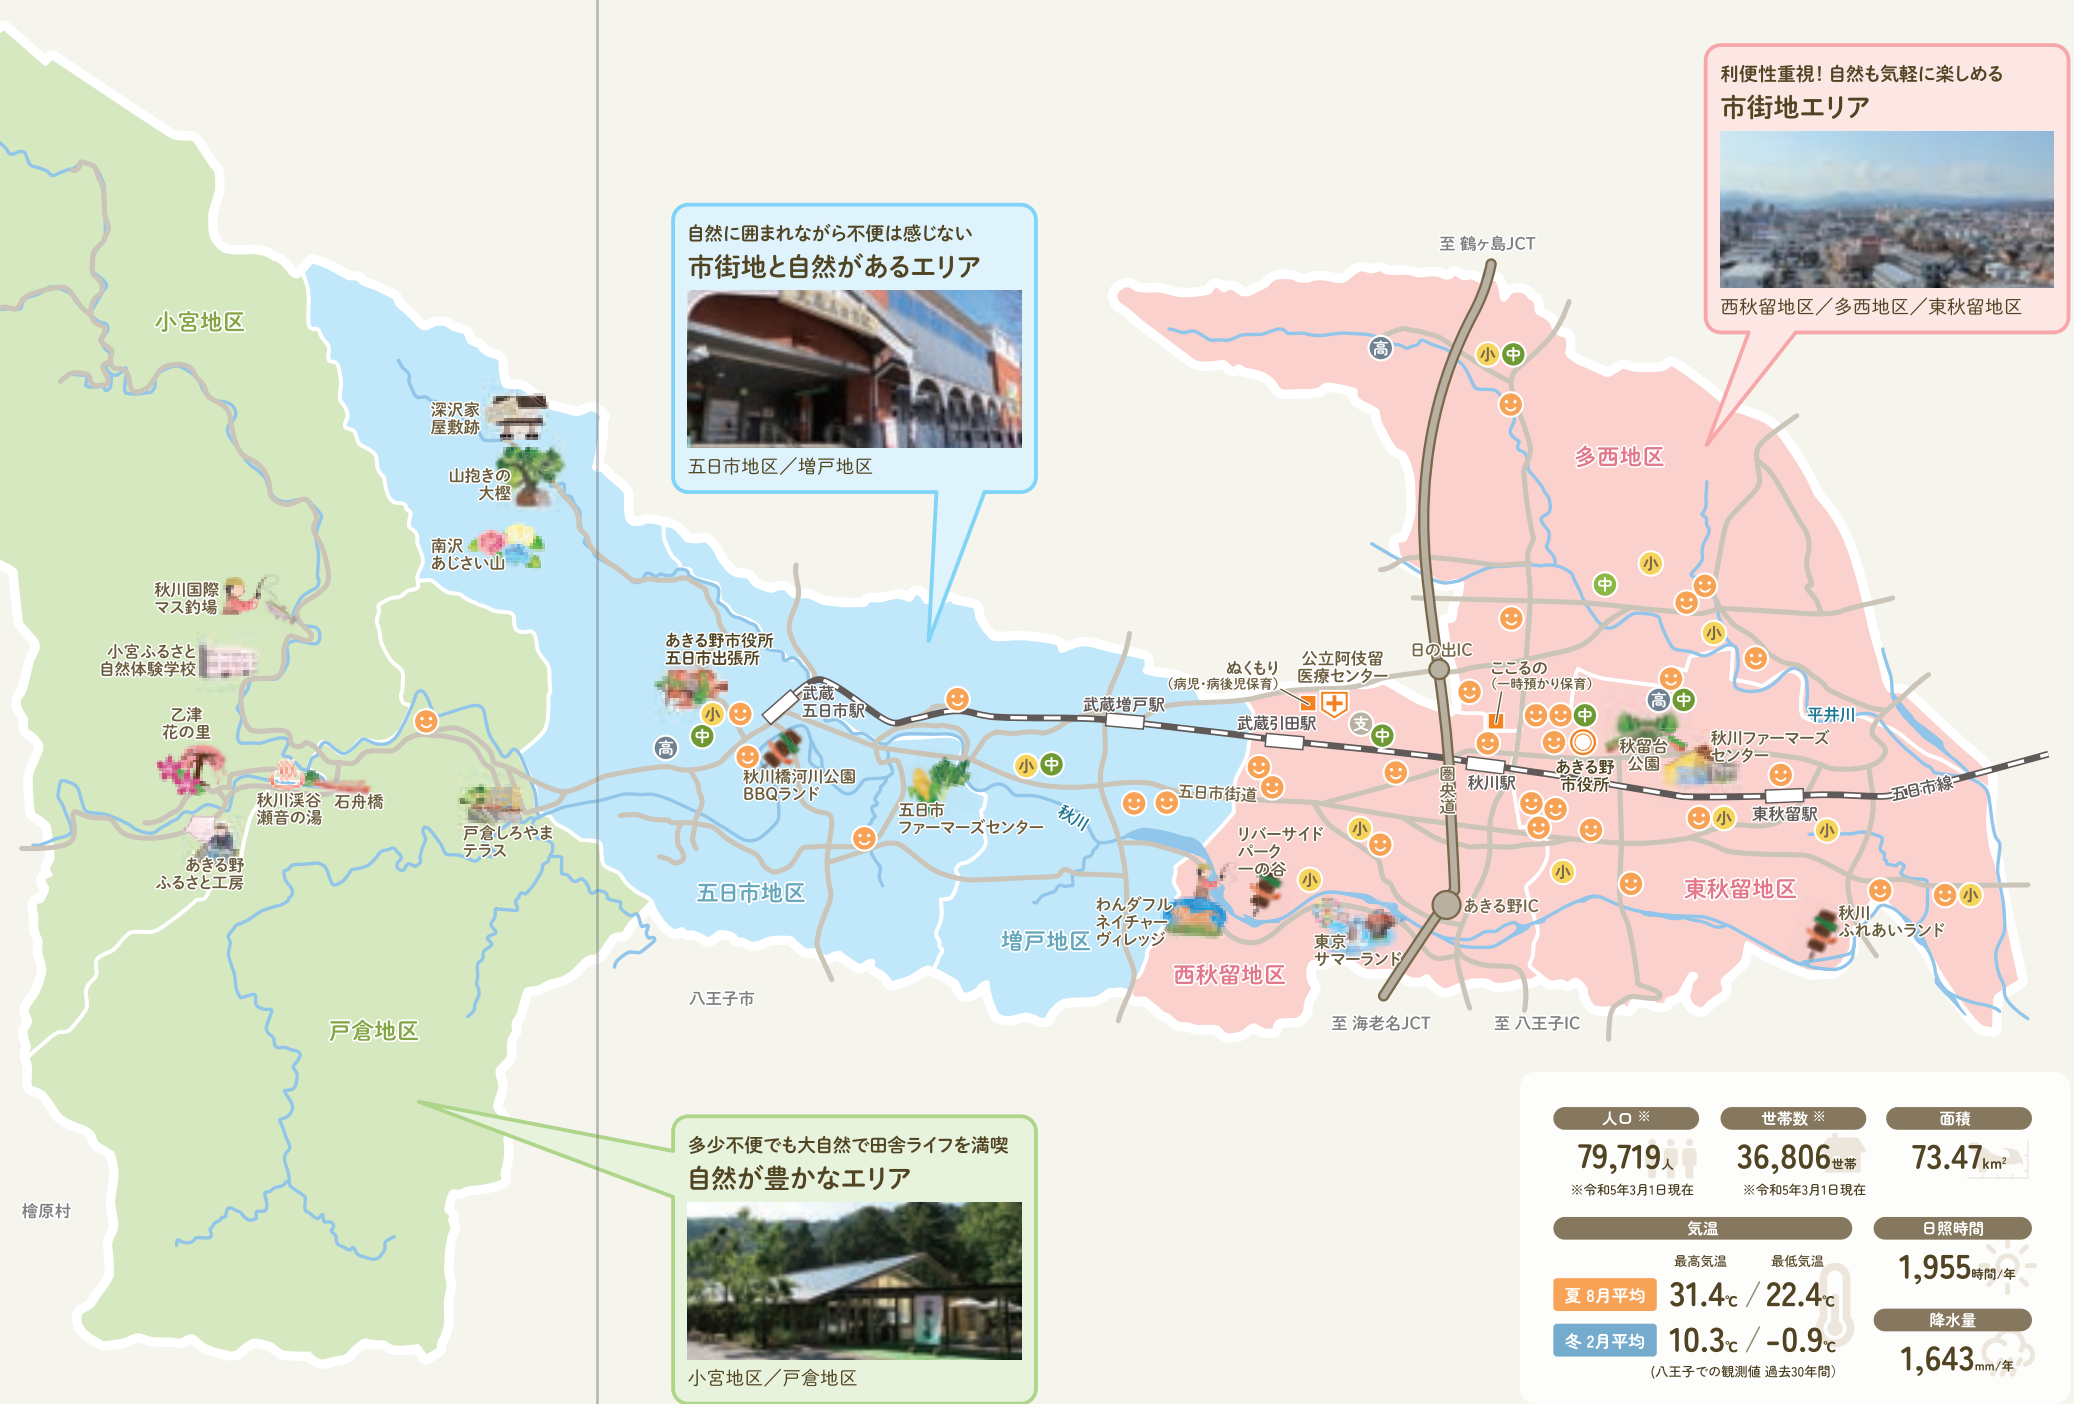 利便性重視！自然も気軽に楽しめる
市街地エリア
西秋留地区／多西地区／東秋留地区
自然に囲まれながら不便は感じない
市街地と自然があるエリア
五日市地区／増戸地区
至 鶴ヶ島JCT
小宮地区
高
小
中
深沢家
屋敷跡
多西地区
山抱きの
大樫
南沢
あじさい山
小
中
秋川国際
マス釣場
小
小宮ふるさと
自然体験学校
あきる野市役所
五日市出張所
日の出IC
ぬくもり
（病児・病後児保育）
公立阿伎留
医療センター
こころの
（一時預かり保育）
高
中
乙津
花の里
小
中
高
武蔵
五日市駅
武蔵増戸駅
武蔵引田駅
支
中
中
平井川
秋留台
公園
秋川ファーマーズ
センター
秋川渓谷
瀬音の湯
石舟橋
秋川橋河川公園
BBQランド
小
中
圏央道
秋川駅
あきる野
市役所
五日市線
戸倉しろやま
テラス
五日市
ファーマーズセンター
秋川
五日市街道
小
東秋留駅
小
小
リバーサイド
パーク
一の谷
あきる野
ふるさと工房
五日市地区
小
小
東秋留地区
小
わんダフル
ネイチャー
ヴィレッジ
あきる野IC
秋川
ふれあいランド
増戸地区
東京
サマーランド
西秋留地区
八王子市
戸倉地区
至 海老名JCT
至 八王子IC
檜原村
多少不便でも大自然で田舎ライフを満喫
自然が豊かなエリア
小宮地区／戸倉地区
人口 ※
79,719人
※令和5年3月1日現在
世帯数 ※
36,806世帯
※令和5年3月1日現在
面積
73.47km²
気温
最高気温
最低気温
夏 8月平均
31.4℃ / 22.4℃
冬 2月平均
10.3℃ / -0.9℃
(八王子での観測値 過去30年間)
日照時間
1,955時間/年
降水量
1,643mm/年